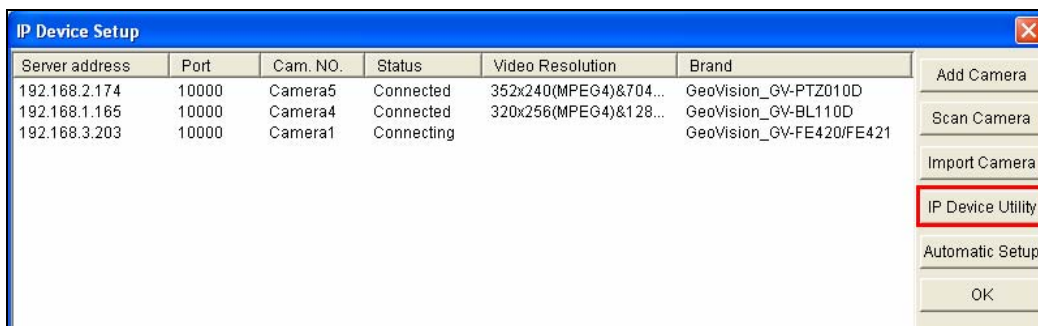 IP Device Setup
Server address Port Cam. NO. Status Video Resolution Brand
192.168.2.174 10000 Camera5 Connected 352x240(MPEG4)&704... GeoVision_GV-PTZ010D
192.168.1.165 10000 Camera4 Connected 320x256(MPEG4)&128... GeoVision_GV-BL110D
192.168.3.203 10000 Camera1 Connecting GeoVision_GV-FE420/FE421
Add Camera
Scan Camera
Import Camera
IP Device Utility
Automatic Setup
OK